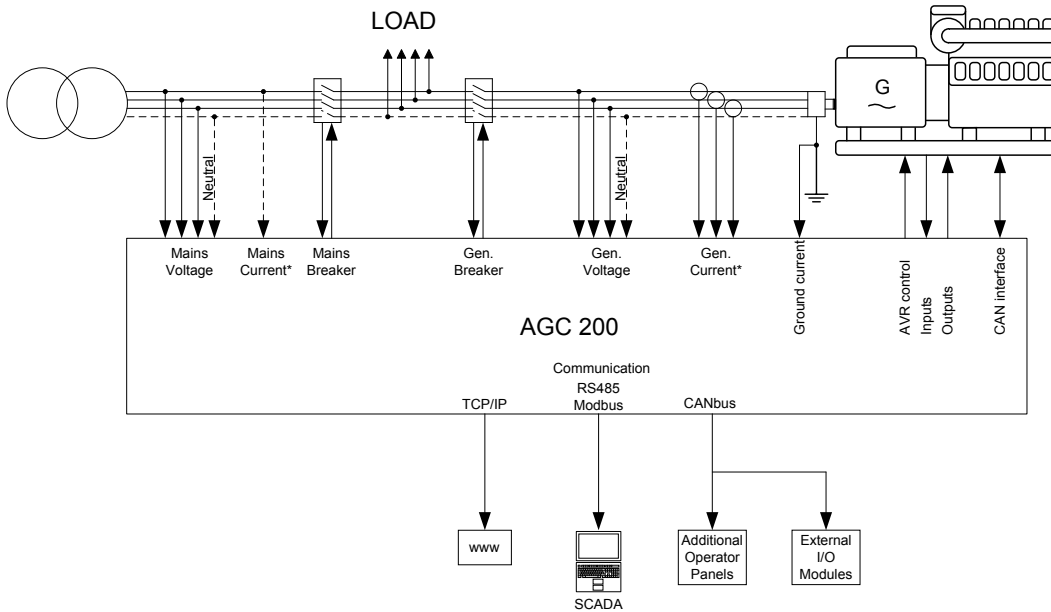 LOAD
G
Neutral
Neutral
Mains
Voltage
Mains
Current*
Mains
Breaker
Gen.
Breaker
Gen.
Voltage
Gen.
Current*
Ground current
AVR control
Inputs
Outputs
CAN interface
AGC 200
Communication
TCP/IP
RS485
Modbus
CANbus
www
SCADA
Additional
Operator
Panels
External
I/O
Modules